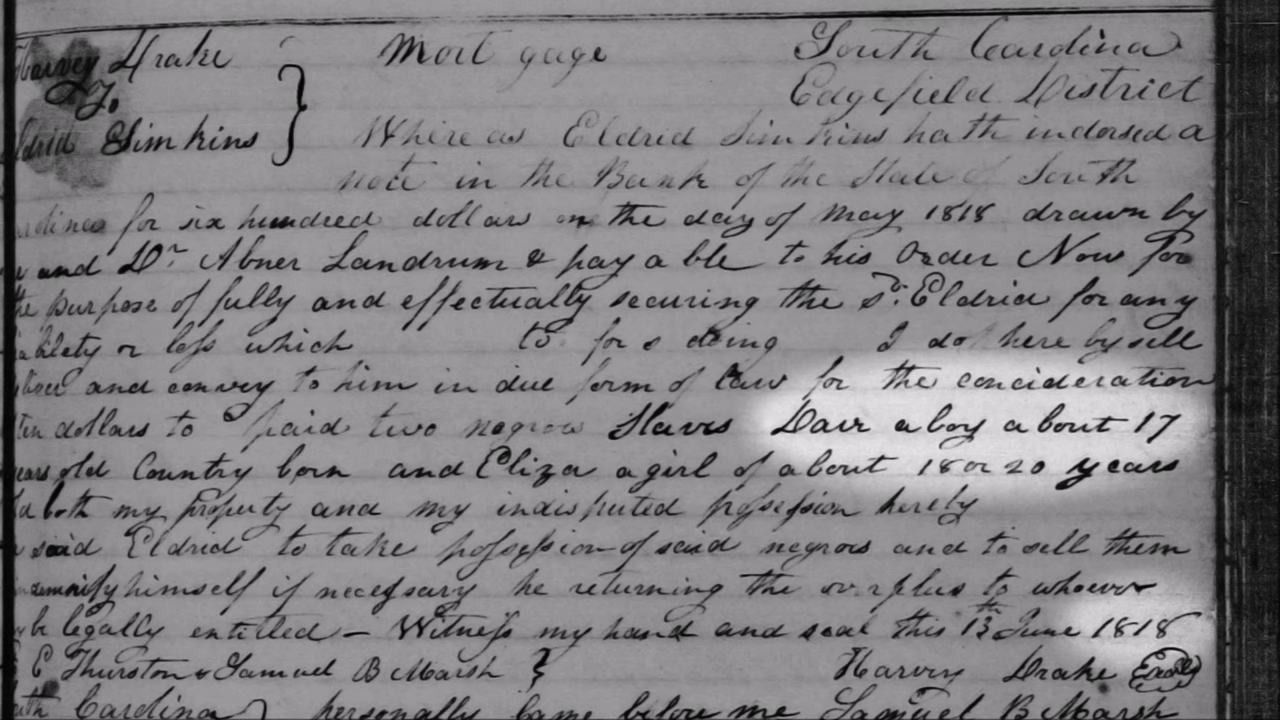 Harvey Drake Mortgage South Carolina
To Edgefield District
Eldrid Simkins } Whereas Eldrid Simkins hath indorsed a
note in the Bank of the State of South
for six hundred dollars on the day of May 1818 drawn by
and Dr Abner Landrum & payable to his Order Now for
the purpose of fully and effectually securing the sd. Eldrid for any
or loss which to for so doing I do here by sell
and convey to him in due form of law for the concideration
ten dollars to paid two negroe Slaves Dave a boy about 17
years old Country born and Eliza a girl of about 18 or 20 years
both my property and my indisputed possession hereby
said Eldrid to take possession of said negros and to sell them
indemnify himself if necessary he returning the overplus to whoever
legally entitled – Witness my hand and seal this 13th June 1818
E Thurston & Samuel B Marsh } Harvey Drake (Seal)
Carolina } personally came before me Samuel B Marsh